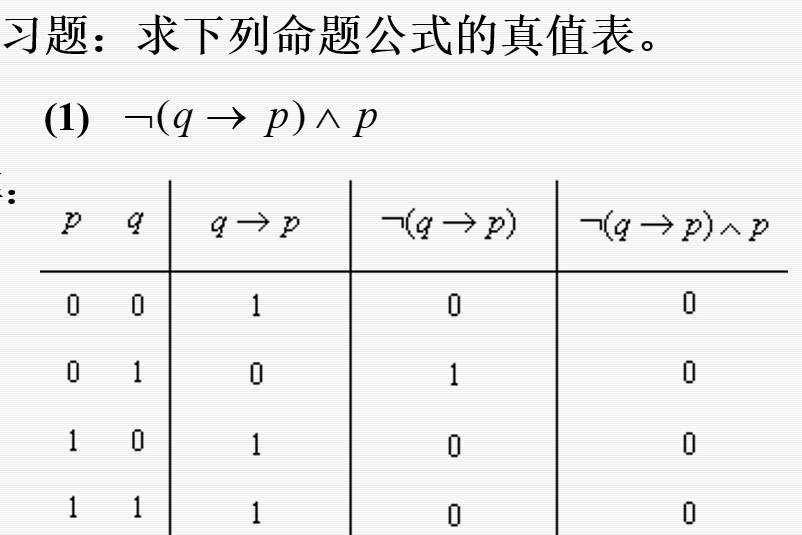 习题：求下列命题公式的真值表。
(1) ¬(q → p) ∧ p
：
p q q → p ¬(q → p) ¬(q → p) ∧ p
0 0 1 0 0
0 1 0 1 0
1 0 1 0 0
1 1 1 0 0